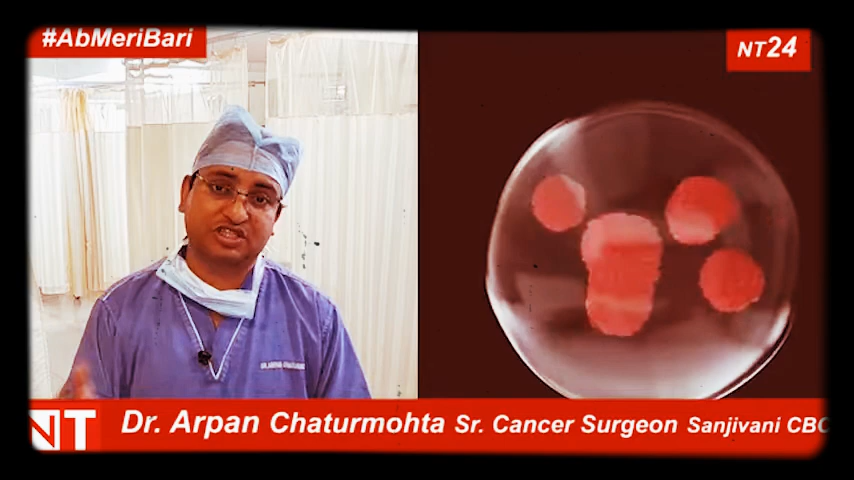 #AbMeriBari
NT24
NT
Dr. Arpan Chaturmohta Sr. Cancer Surgeon Sanjivani CBC